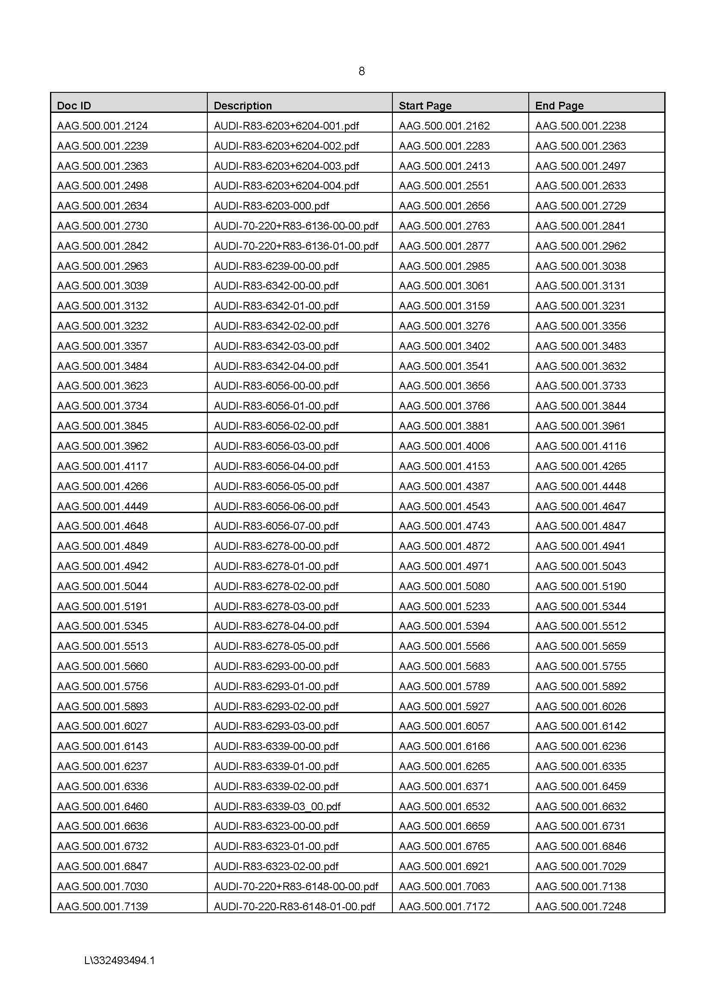 8
Doc ID Description Start Page End Page
AAG.500.001.2124 AUDI-R83-6203+6204-001.pdf AAG.500.001.2162 AAG.500.001.2238
AAG.500.001.2239 AUDI-R83-6203+6204-002.pdf AAG.500.001.2283 AAG.500.001.2363
AAG.500.001.2363 AUDI-R83-6203+6204-003.pdf AAG.500.001.2413 AAG.500.001.2497
AAG.500.001.2498 AUDI-R83-6203+6204-004.pdf AAG.500.001.2551 AAG.500.001.2633
AAG.500.001.2634 AUDI-R83-6203-000.pdf AAG.500.001.2656 AAG.500.001.2729
AAG.500.001.2730 AUDI-70-220+R83-6136-00-00.pdf AAG.500.001.2763 AAG.500.001.2841
AAG.500.001.2842 AUDI-70-220+R83-6136-01-00.pdf AAG.500.001.2877 AAG.500.001.2962
AAG.500.001.2963 AUDI-R83-6239-00-00.pdf AAG.500.001.2985 AAG.500.001.3038
AAG.500.001.3039 AUDI-R83-6342-00-00.pdf AAG.500.001.3061 AAG.500.001.3131
AAG.500.001.3132 AUDI-R83-6342-01-00.pdf AAG.500.001.3159 AAG.500.001.3231
AAG.500.001.3232 AUDI-R83-6342-02-00.pdf AAG.500.001.3276 AAG.500.001.3356
AAG.500.001.3357 AUDI-R83-6342-03-00.pdf AAG.500.001.3402 AAG.500.001.3483
AAG.500.001.3484 AUDI-R83-6342-04-00.pdf AAG.500.001.3541 AAG.500.001.3632
AAG.500.001.3623 AUDI-R83-6056-00-00.pdf AAG.500.001.3656 AAG.500.001.3733
AAG.500.001.3734 AUDI-R83-6056-01-00.pdf AAG.500.001.3766 AAG.500.001.3844
AAG.500.001.3845 AUDI-R83-6056-02-00.pdf AAG.500.001.3881 AAG.500.001.3961
AAG.500.001.3962 AUDI-R83-6056-03-00.pdf AAG.500.001.4006 AAG.500.001.4116
AAG.500.001.4117 AUDI-R83-6056-04-00.pdf AAG.500.001.4153 AAG.500.001.4265
AAG.500.001.4266 AUDI-R83-6056-05-00.pdf AAG.500.001.4387 AAG.500.001.4448
AAG.500.001.4449 AUDI-R83-6056-06-00.pdf AAG.500.001.4543 AAG.500.001.4647
AAG.500.001.4648 AUDI-R83-6056-07-00.pdf AAG.500.001.4743 AAG.500.001.4847
AAG.500.001.4849 AUDI-R83-6278-00-00.pdf AAG.500.001.4872 AAG.500.001.4941
AAG.500.001.4942 AUDI-R83-6278-01-00.pdf AAG.500.001.4971 AAG.500.001.5043
AAG.500.001.5044 AUDI-R83-6278-02-00.pdf AAG.500.001.5080 AAG.500.001.5190
AAG.500.001.5191 AUDI-R83-6278-03-00.pdf AAG.500.001.5233 AAG.500.001.5344
AAG.500.001.5345 AUDI-R83-6278-04-00.pdf AAG.500.001.5394 AAG.500.001.5512
AAG.500.001.5513 AUDI-R83-6278-05-00.pdf AAG.500.001.5566 AAG.500.001.5659
AAG.500.001.5660 AUDI-R83-6293-00-00.pdf AAG.500.001.5683 AAG.500.001.5755
AAG.500.001.5756 AUDI-R83-6293-01-00.pdf AAG.500.001.5789 AAG.500.001.5892
AAG.500.001.5893 AUDI-R83-6293-02-00.pdf AAG.500.001.5927 AAG.500.001.6026
AAG.500.001.6027 AUDI-R83-6293-03-00.pdf AAG.500.001.6057 AAG.500.001.6142
AAG.500.001.6143 AUDI-R83-6339-00-00.pdf AAG.500.001.6166 AAG.500.001.6236
AAG.500.001.6237 AUDI-R83-6339-01-00.pdf AAG.500.001.6265 AAG.500.001.6335
AAG.500.001.6336 AUDI-R83-6339-02-00.pdf AAG.500.001.6371 AAG.500.001.6459
AAG.500.001.6460 AUDI-R83-6339-03_00.pdf AAG.500.001.6532 AAG.500.001.6632
AAG.500.001.6636 AUDI-R83-6323-00-00.pdf AAG.500.001.6659 AAG.500.001.6731
AAG.500.001.6732 AUDI-R83-6323-01-00.pdf AAG.500.001.6765 AAG.500.001.6846
AAG.500.001.6847 AUDI-R83-6323-02-00.pdf AAG.500.001.6921 AAG.500.001.7029
AAG.500.001.7030 AUDI-70-220+R83-6148-00-00.pdf AAG.500.001.7063 AAG.500.001.7138
AAG.500.001.7139 AUDI-70-220-R83-6148-01-00.pdf AAG.500.001.7172 AAG.500.001.7248
L\332493494.1